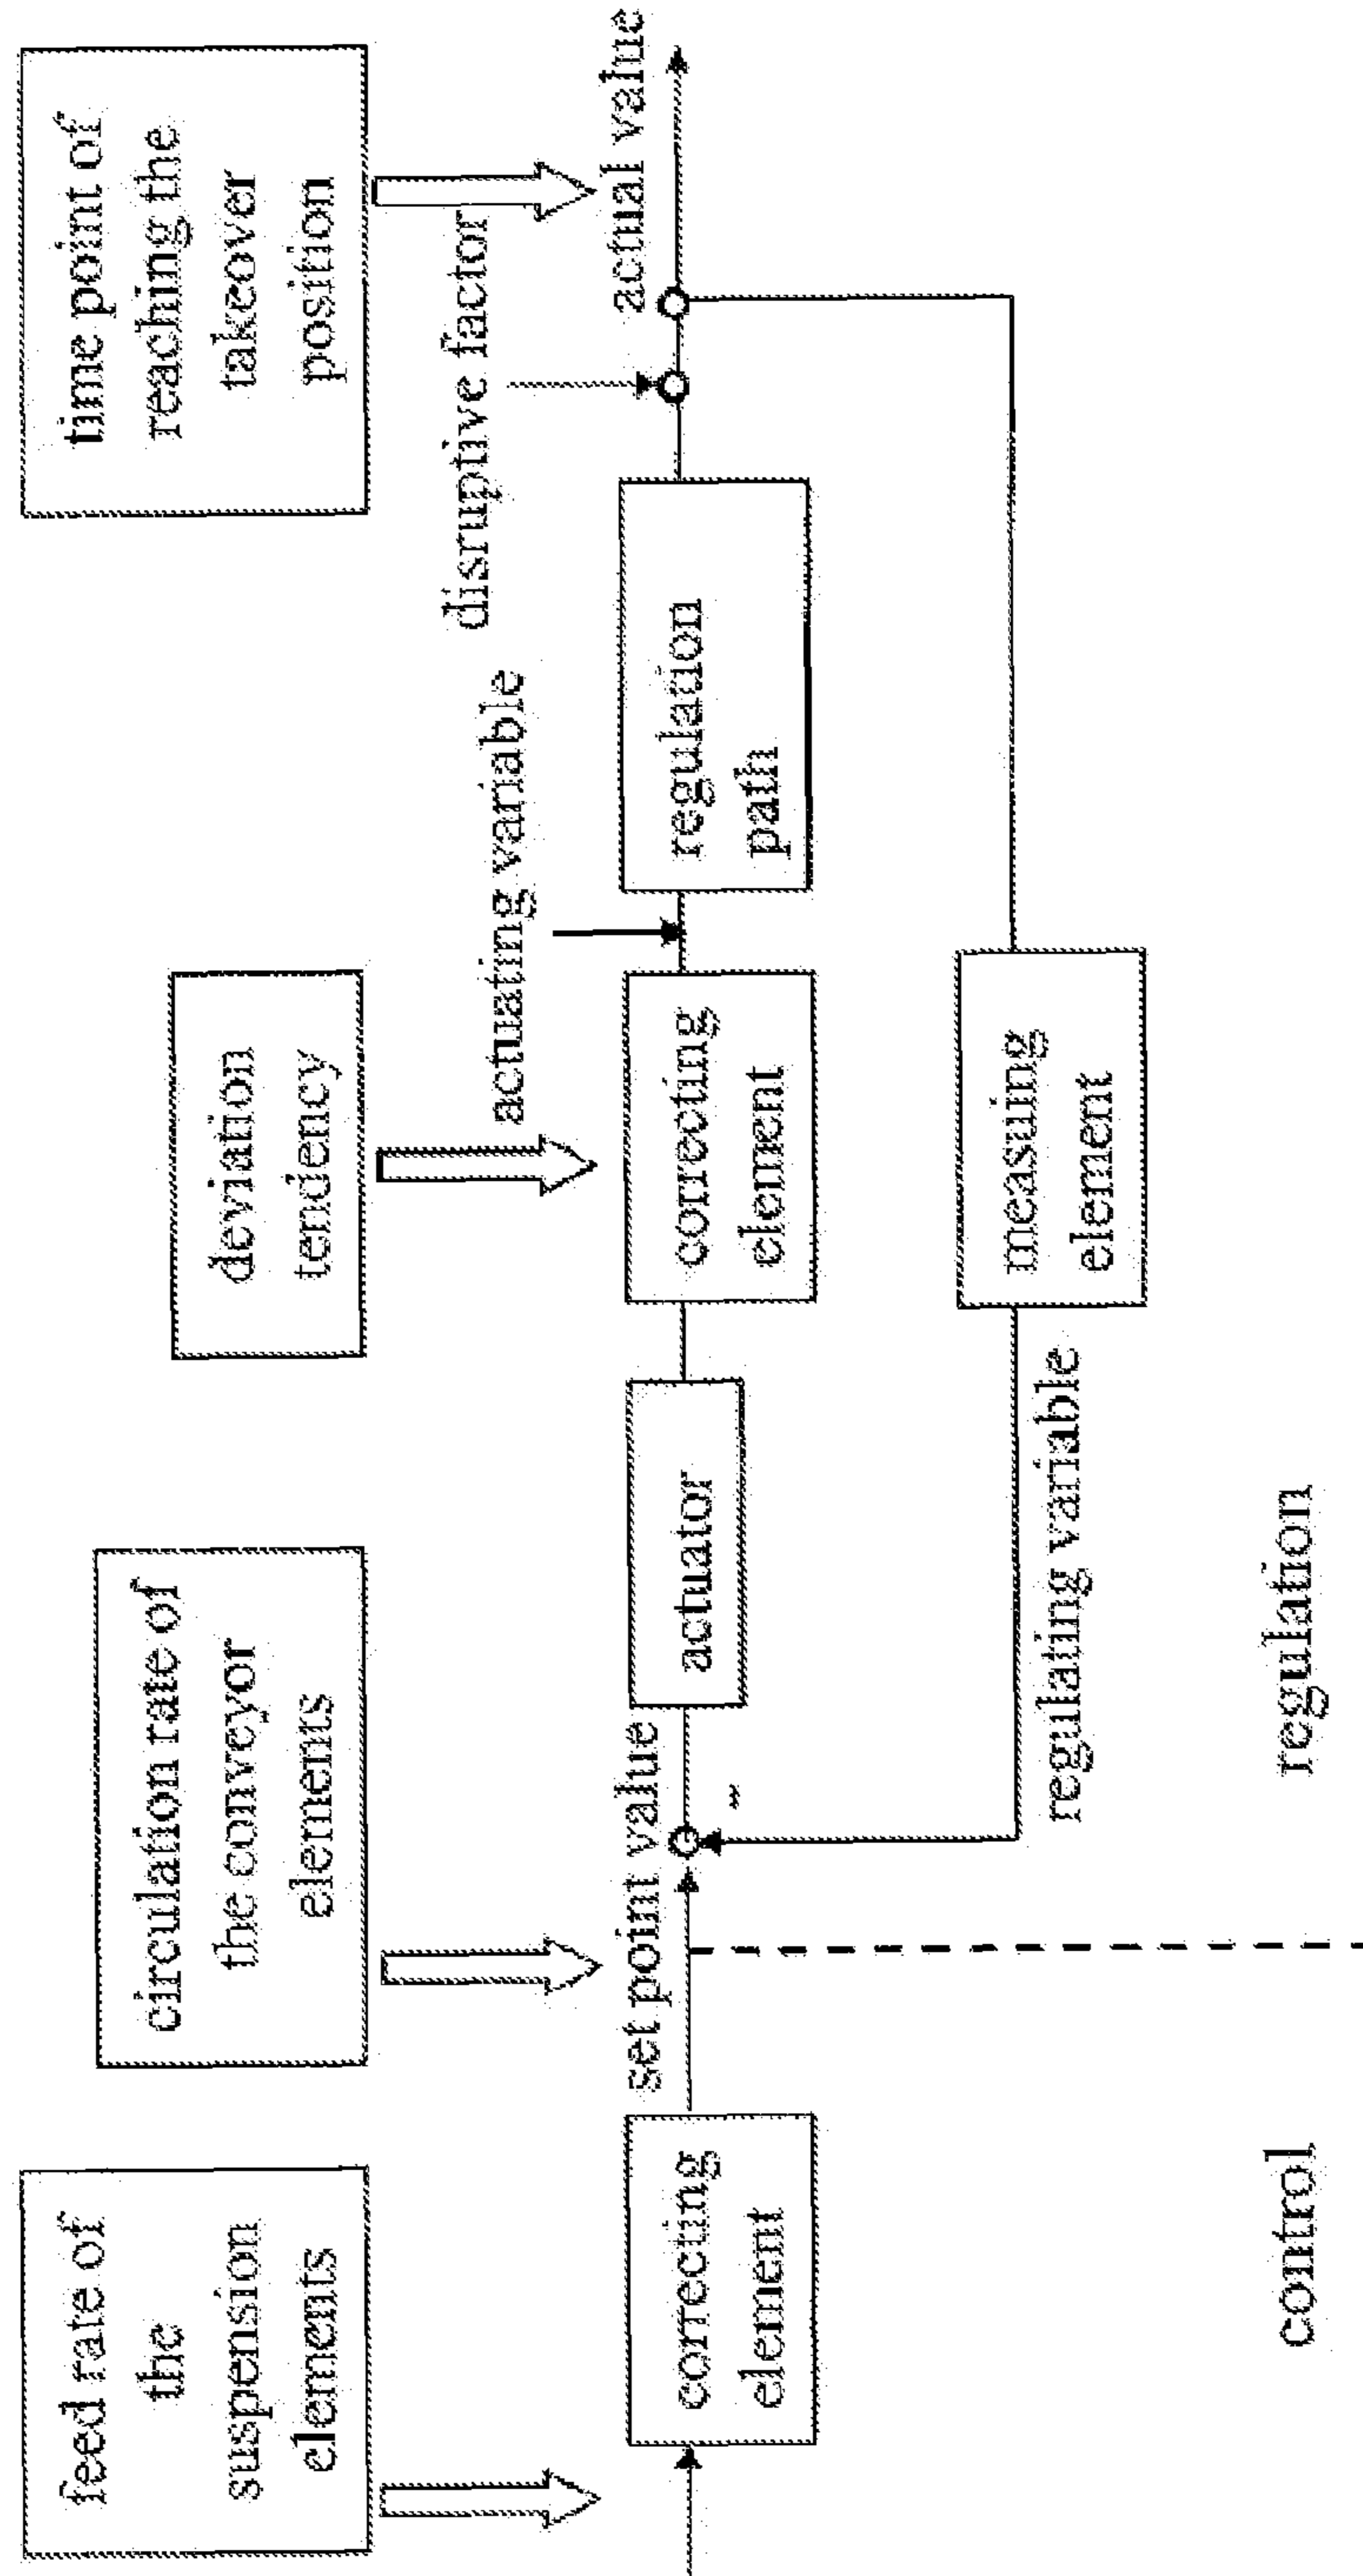 feed rate of
the
suspension
elements
circulation rate of
the conveyor
elements
deviation
tendency
time point of
reaching the
takeover
position
set point value
actuating variable
disruptive factor
actual value
correcting
element
actuator
correcting
element
regulation
path
regulating variable
measuing
element
control
regulation